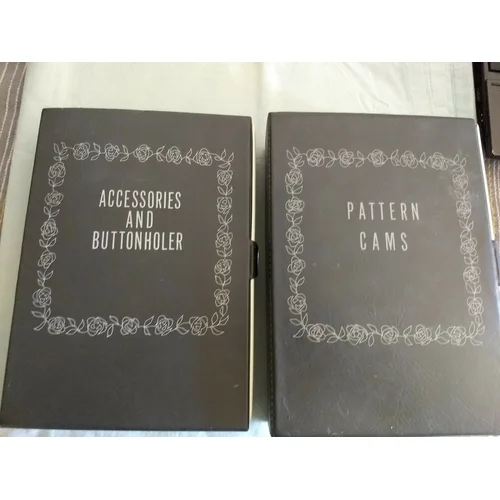 ACCESSORIES
AND
BUTTONHOLER
PATTERN
CAMS